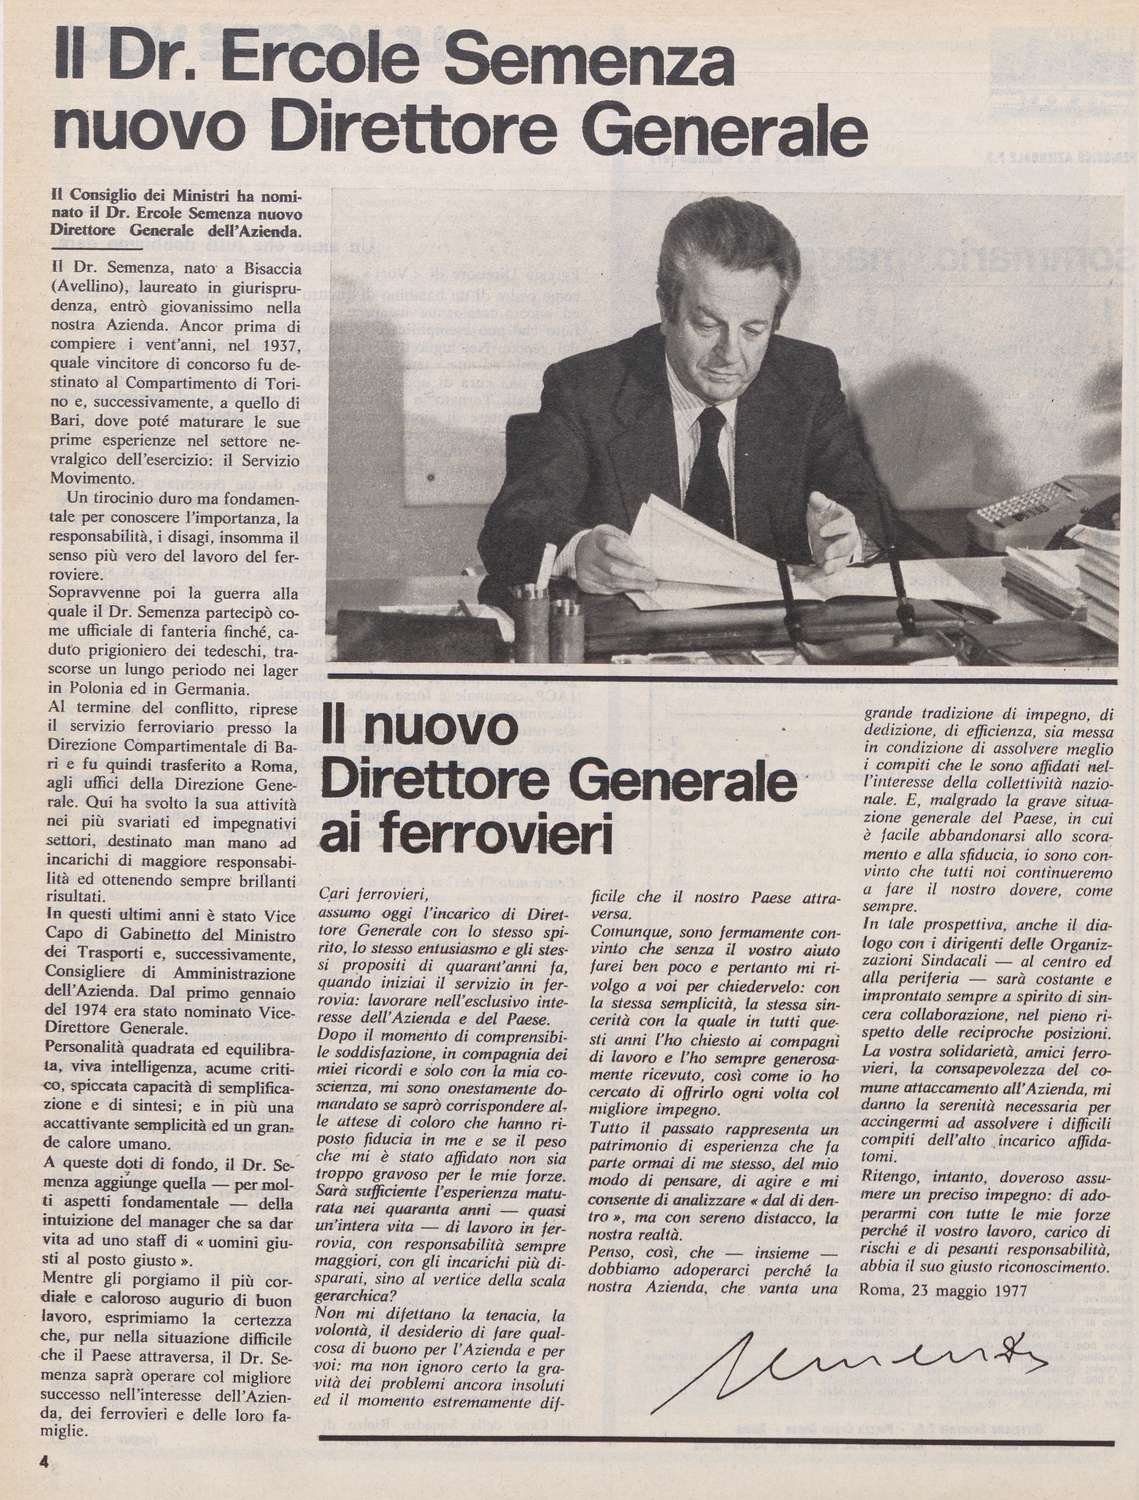 Il Dr. Ercole Semenza
nuovo Direttore Generale
Il Consiglio dei Ministri ha nomi-
nato il Dr. Ercole Semenza nuovo
Direttore Generale dell'Azienda.
Il Dr. Semenza, nato a Bisaccia
(Avellino), laureato in giurispru-
denza, entrò giovanissimo nella
nostra Azienda. Ancor prima di
compiere i vent'anni, nel 1937,
quale vincitore di concorso fu de-
stinato al Compartimento di Tori-
no e, successivamente, a quello di
Bari, dove poté maturare le sue
prime esperienze nel settore ne-
vralgico dell'esercizio: il Servizio
Movimento.
Un tirocinio duro ma fondamen-
tale per conoscere l'importanza, la
responsabilità, i disagi, insomma il
senso più vero del lavoro del fer-
roviere.
Sopravvenne poi la guerra alla
quale il Dr. Semenza partecipò co-
me ufficiale di fanteria finché, ca-
duto prigioniero dei tedeschi, tra-
scorse un lungo periodo nei lager
in Polonia ed in Germania.
Al termine del conflitto, riprese
il servizio ferroviario presso la
Direzione Compartimentale di Ba-
ri e fu quindi trasferito a Roma,
agli uffici della Direzione Gene-
rale. Qui ha svolto la sua attività
nei più svariati ed impegnativi
settori, destinato man mano ad
incarichi di maggiore responsabi-
lità ed ottenendo sempre brillanti
risultati.
In questi ultimi anni è stato Vice
Capo di Gabinetto del Ministro
dei Trasporti e, successivamente,
Consigliere di Amministrazione
dell'Azienda. Dal primo gennaio
del 1974 era stato nominato Vice-
Direttore Generale.
Personalità quadrata ed equilibra-
ta, viva intelligenza, acume criti-
co, spiccata capacità di semplifica-
zione e di sintesi; e in più una
accattivante semplicità ed un gran-
de calore umano.
A queste doti di fondo, il Dr. Se-
menza aggiunge quella — per mol-
ti aspetti fondamentale — della
intuizione del manager che sa dar
vita ad uno staff di « uomini giu-
sti al posto giusto ».
Mentre gli porgiamo il più cor-
diale e caloroso augurio di buon
lavoro, esprimiamo la certezza
che, pur nella situazione difficile
che il Paese attraversa, il Dr. Se-
menza saprà operare col migliore
successo nell'interesse dell'Azien-
da, dei ferrovieri e delle loro fa-
miglie.
Il nuovo
Direttore Generale
ai ferrovieri
Cari ferrovieri,
assumo oggi l'incarico di Diret-
tore Generale con lo stesso spi-
rito, lo stesso entusiasmo e gli stes-
si propositi di quarant'anni fa,
quando iniziai il servizio in fer-
rovia: lavorare nell'esclusivo inte-
resse dell'Azienda e del Paese.
Dopo il momento di comprensibi-
le soddisfazione, in compagnia dei
miei ricordi e solo con la mia co-
scienza, mi sono onestamente do-
mandato se saprò corrispondere al-
le attese di coloro che hanno ri-
posto fiducia in me e se il peso
che mi è stato affidato non sia
troppo gravoso per le mie forze.
Sarà sufficiente l'esperienza matu-
rata nei quaranta anni — quasi
un'intera vita — di lavoro in fer-
rovia, con responsabilità sempre
maggiori, con gli incarichi più di-
sparati, sino al vertice della scala
gerarchica?
Non mi difettano la tenacia, la
volontà, il desiderio di fare qual-
cosa di buono per l'Azienda e per
voi: ma non ignoro certo la gra-
vità dei problemi ancora insoluti
ed il momento estremamente dif-
ficile che il nostro Paese attra-
versa.
Comunque, sono fermamente con-
vinto che senza il vostro aiuto
farei ben poco e pertanto mi ri-
volgo a voi per chiedervelo: con
la stessa semplicità, la stessa sin-
cerità con la quale in tutti que-
sti anni l'ho chiesto ai compagni
di lavoro e l'ho sempre generosa-
mente ricevuto, così come io ho
cercato di offrirlo ogni volta col
migliore impegno.
Tutto il passato rappresenta un
patrimonio di esperienza che fa
parte ormai di me stesso, del mio
modo di pensare, di agire e mi
consente di analizzare « dal di den-
tro », ma con sereno distacco, la
nostra realtà.
Penso, così, che — insieme —
dobbiamo adoperarci perché la
nostra Azienda, che vanta una
grande tradizione di impegno, di
dedizione, di efficienza, sia messa
in condizione di assolvere meglio
i compiti che le sono affidati nel-
l'interesse della collettività nazio-
nale. E, malgrado la grave situa-
zione generale del Paese, in cui
è facile abbandonarsi allo scora-
mento e alla sfiducia, io sono con-
vinto che tutti noi continueremo
a fare il nostro dovere, come
sempre.
In tale prospettiva, anche il dia-
logo con i dirigenti delle Organiz-
zazioni Sindacali — al centro ed
alla periferia — sarà costante e
improntato sempre a spirito di sin-
cera collaborazione, nel pieno ri-
spetto delle reciproche posizioni.
La vostra solidarietà, amici ferro-
vieri, la consapevolezza del co-
mune attaccamento all'Azienda, mi
danno la serenità necessaria per
accingermi ad assolvere i difficili
compiti dell'alto incarico affida-
tomi.
Ritengo, intanto, doveroso assu-
mere un preciso impegno: di ado-
perarmi con tutte le mie forze
perché il vostro lavoro, carico di
rischi e di pesanti responsabilità,
abbia il suo giusto riconoscimento.
Roma, 23 maggio 1977
Semenza
4